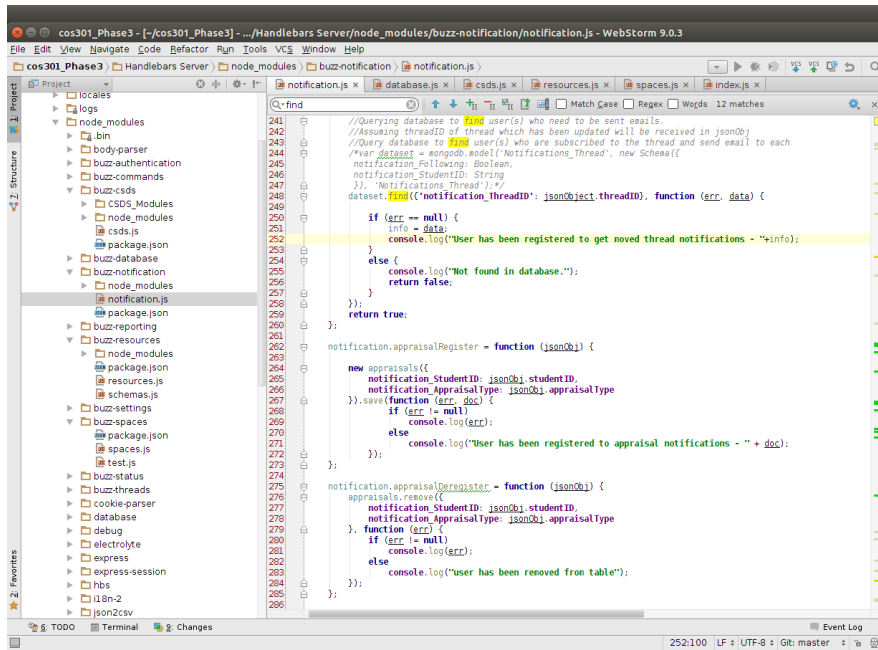 cos301_Phase3 - [~/cos301_Phase3] - .../Handlebars Server/node_modules/buzz-notification/notification.js - WebStorm 9.0.3
File Edit View Navigate Code Refactor Run Tools VCS Window Help
cos301_Phase3 Handlebars Server node_modules buzz-notification notification.js
Project
notification.js × database.js × csds.js × resources.js × spaces.js × index.js ×
find Match Case Regex Words 12 matches
1: Project
7: Structure
2: Favorites
locales
logs
node_modules
.bin
body-parser
buzz-authentication
buzz-commands
buzz-csds
CSDS_Modules
node_modules
csds.js
package.json
buzz-database
buzz-notification
node_modules
notification.js
package.json
buzz-reporting
buzz-resources
node_modules
package.json
resources.js
schemas.js
buzz-settings
buzz-spaces
package.json
spaces.js
test.js
buzz-status
buzz-threads
cookie-parser
database
debug
electrolyte
express
express-session
hbs
i18n-2
json2csv
241 //Querying database to find user(s) who need to be sent emails.
242 //Assuming threadID of thread which has been updated will be received in jsonObj
243 //Query database to find user(s) who are subscribed to the thread and send email to each
244 /*var dataset = mongodb.model('Notifications_Thread', new Schema({
245 notification_Following: Boolean,
246 notification_StudentID: String
247 }), 'Notifications_Thread');*/
248 dataset.find({'notification_ThreadID': jsonObject.threadID}, function (err, data) {
249
250 if (err == null) {
251 info = data;
252 console.log("User has been registered to get noved thread notifications - "+info);
253 }
254 else {
255 console.log("Not found in database.");
256 return false;
257 }
258 });
259 return true;
260 };
261
262 notification.appraisalRegister = function (jsonObj) {
263
264 new appraisals({
265 notification_StudentID: jsonObj.studentID,
266 notification_AppraisalType: jsonObj.appraisalType
267 }).save(function (err, doc) {
268 if (err != null)
269 console.log(err);
270 else
271 console.log("User has been registered to appraisal notifications - " + doc);
272 });
273 };
274
275 notification.appraisalDeregister = function (jsonObj) {
276 appraisals.remove({
277 notification_StudentID: jsonObj.studentID,
278 notification_AppraisalType: jsonObj.appraisalType
279 }, function (err) {
280 if (err != null)
281 console.log(err);
282 else
283 console.log("user has been removed from table");
284 });
285 };
286
6: TODO Terminal 9: Changes Event Log
252:100 LF UTF-8 Git: master